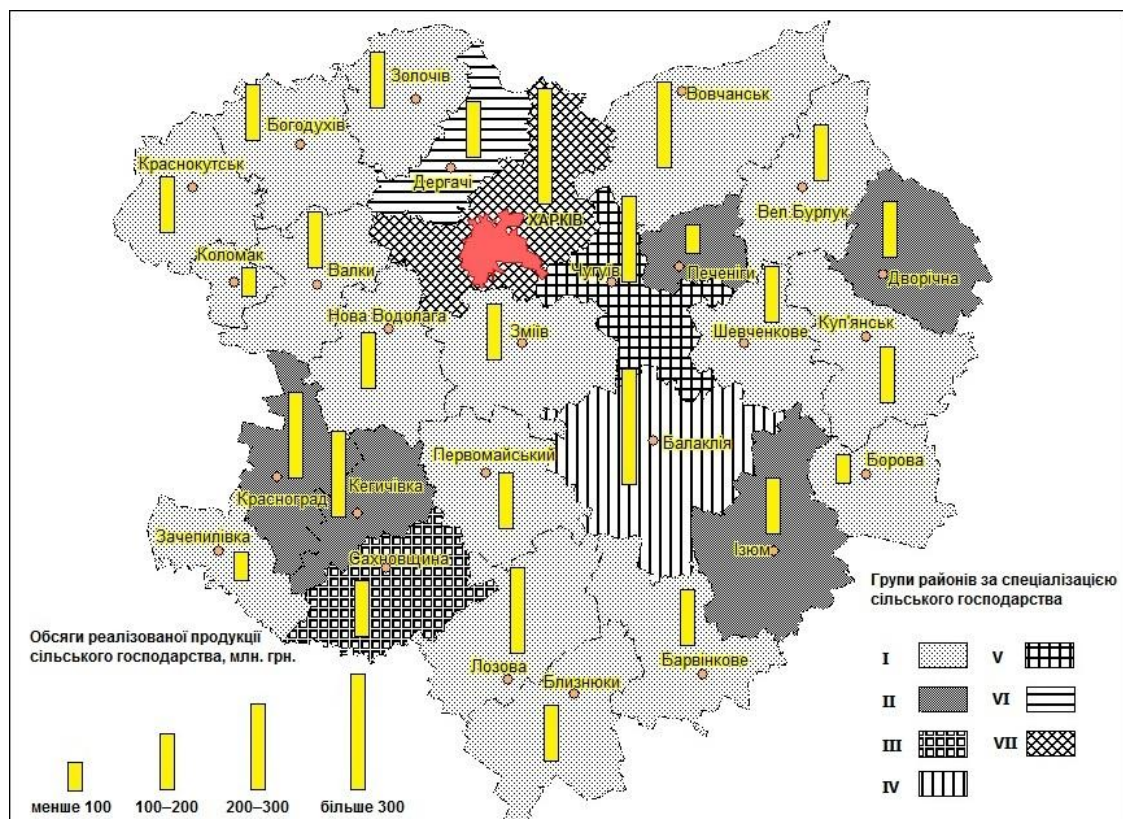 Золочів
Вовчанськ
Богодухів
Краснокутськ
Дергачі
Вел.Бурлук
ХАРКІВ
Коломак
Валки
Чугуїв
Печеніги
Дворічна
Нова Водолага
Зміїв
Шевченкове
Куп'янськ
Первомайський
Балаклія
Борова
Красноград
Кегичівка
Зачепилівка
Сахновщина
Ізюм
Лозова
Близнюки
Барвінкове
Обсяги реалізованої продукції
сільського господарства, млн. грн.
менше 100
100–200
200–300
більше 300
Групи районів за спеціалізацією
сільського господарства
I
V
II
VI
III
VII
IV